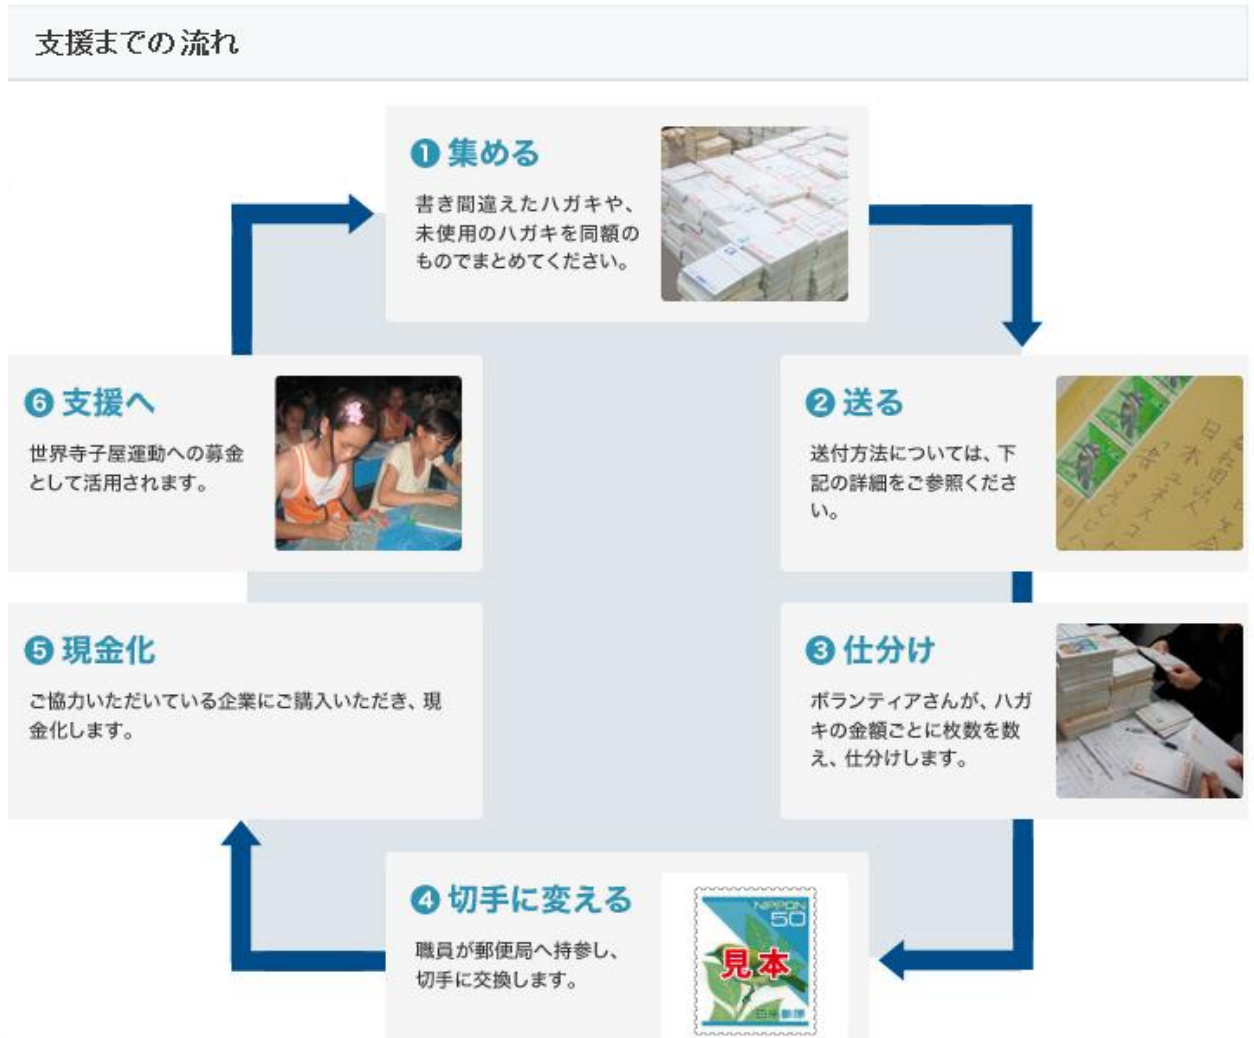 支援までの流れ
❶ 集める
書き間違えたハガキや、
未使用のハガキを同額の
ものでまとめてください。
❷ 送る
送付方法については、下
記の詳細をご参照くださ
い。
❸ 仕分け
ボランティアさんが、ハガ
キの金額ごとに枚数を数
え、仕分けします。
❹ 切手に変える
職員が郵便局へ持参し、
切手に交換します。
NIPPON
50
見本
日本郵便
❺ 現金化
ご協力いただいている企業にご購入いただき、現
金化します。
❻ 支援へ
世界寺子屋運動への募金
として活用されます。